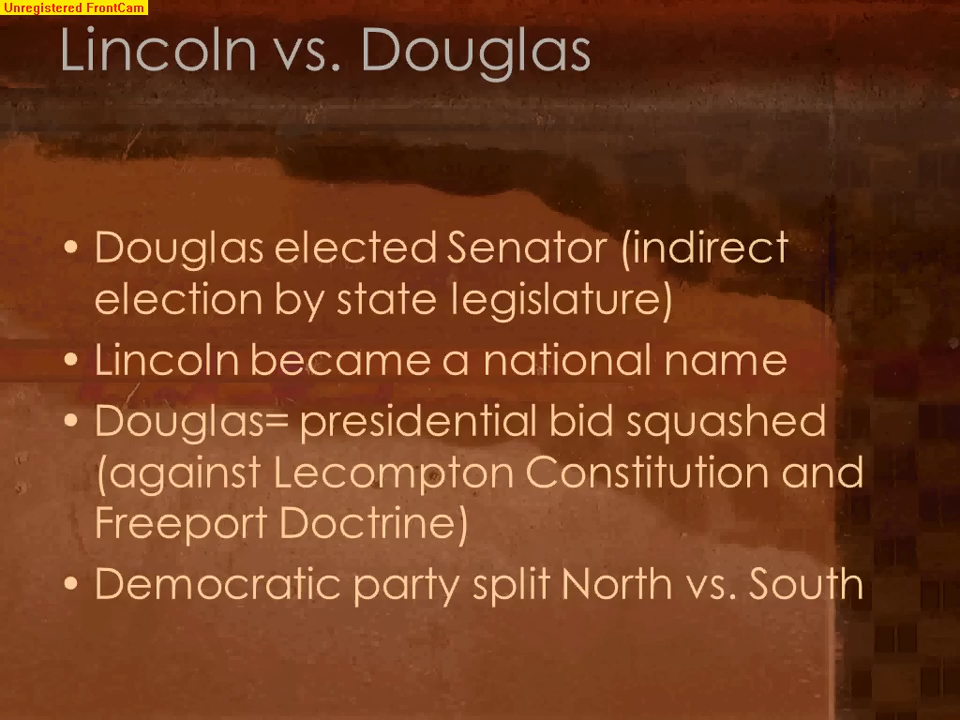 Unregistered FrontCam
Lincoln vs. Douglas
• Douglas elected Senator (indirect
election by state legislature)
• Lincoln became a national name
• Douglas= presidential bid squashed
(against Lecompton Constitution and
Freeport Doctrine)
• Democratic party split North vs. South